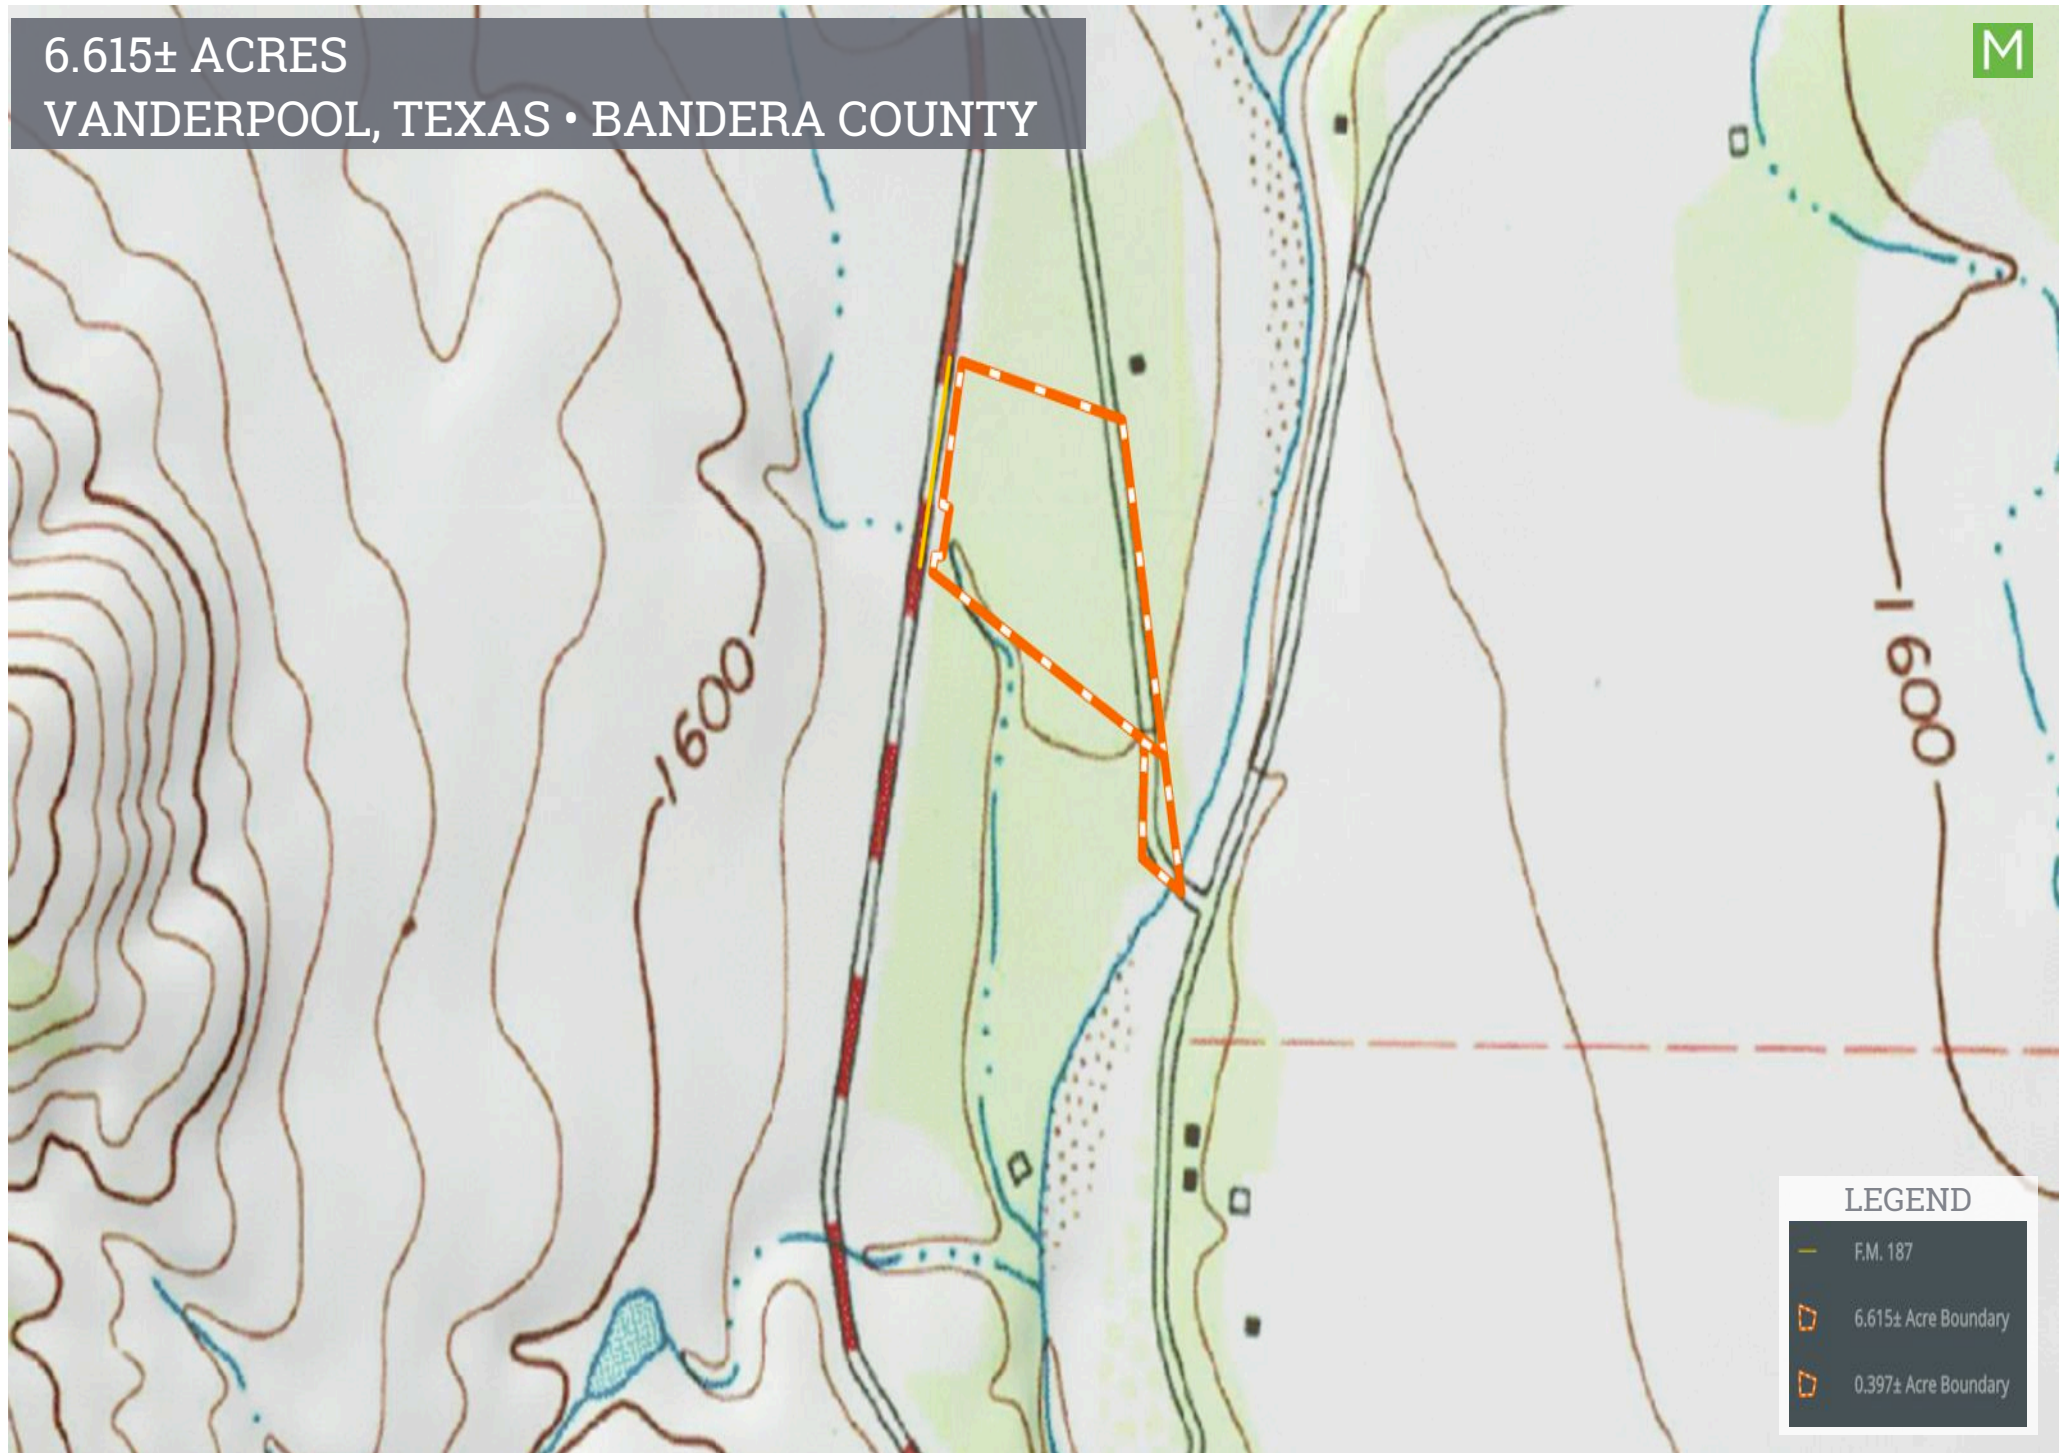 6.615± ACRES
VANDERPOOL, TEXAS • BANDERA COUNTY
M
1600
1600
LEGEND
F.M. 187
6.615± Acre Boundary
0.397± Acre Boundary